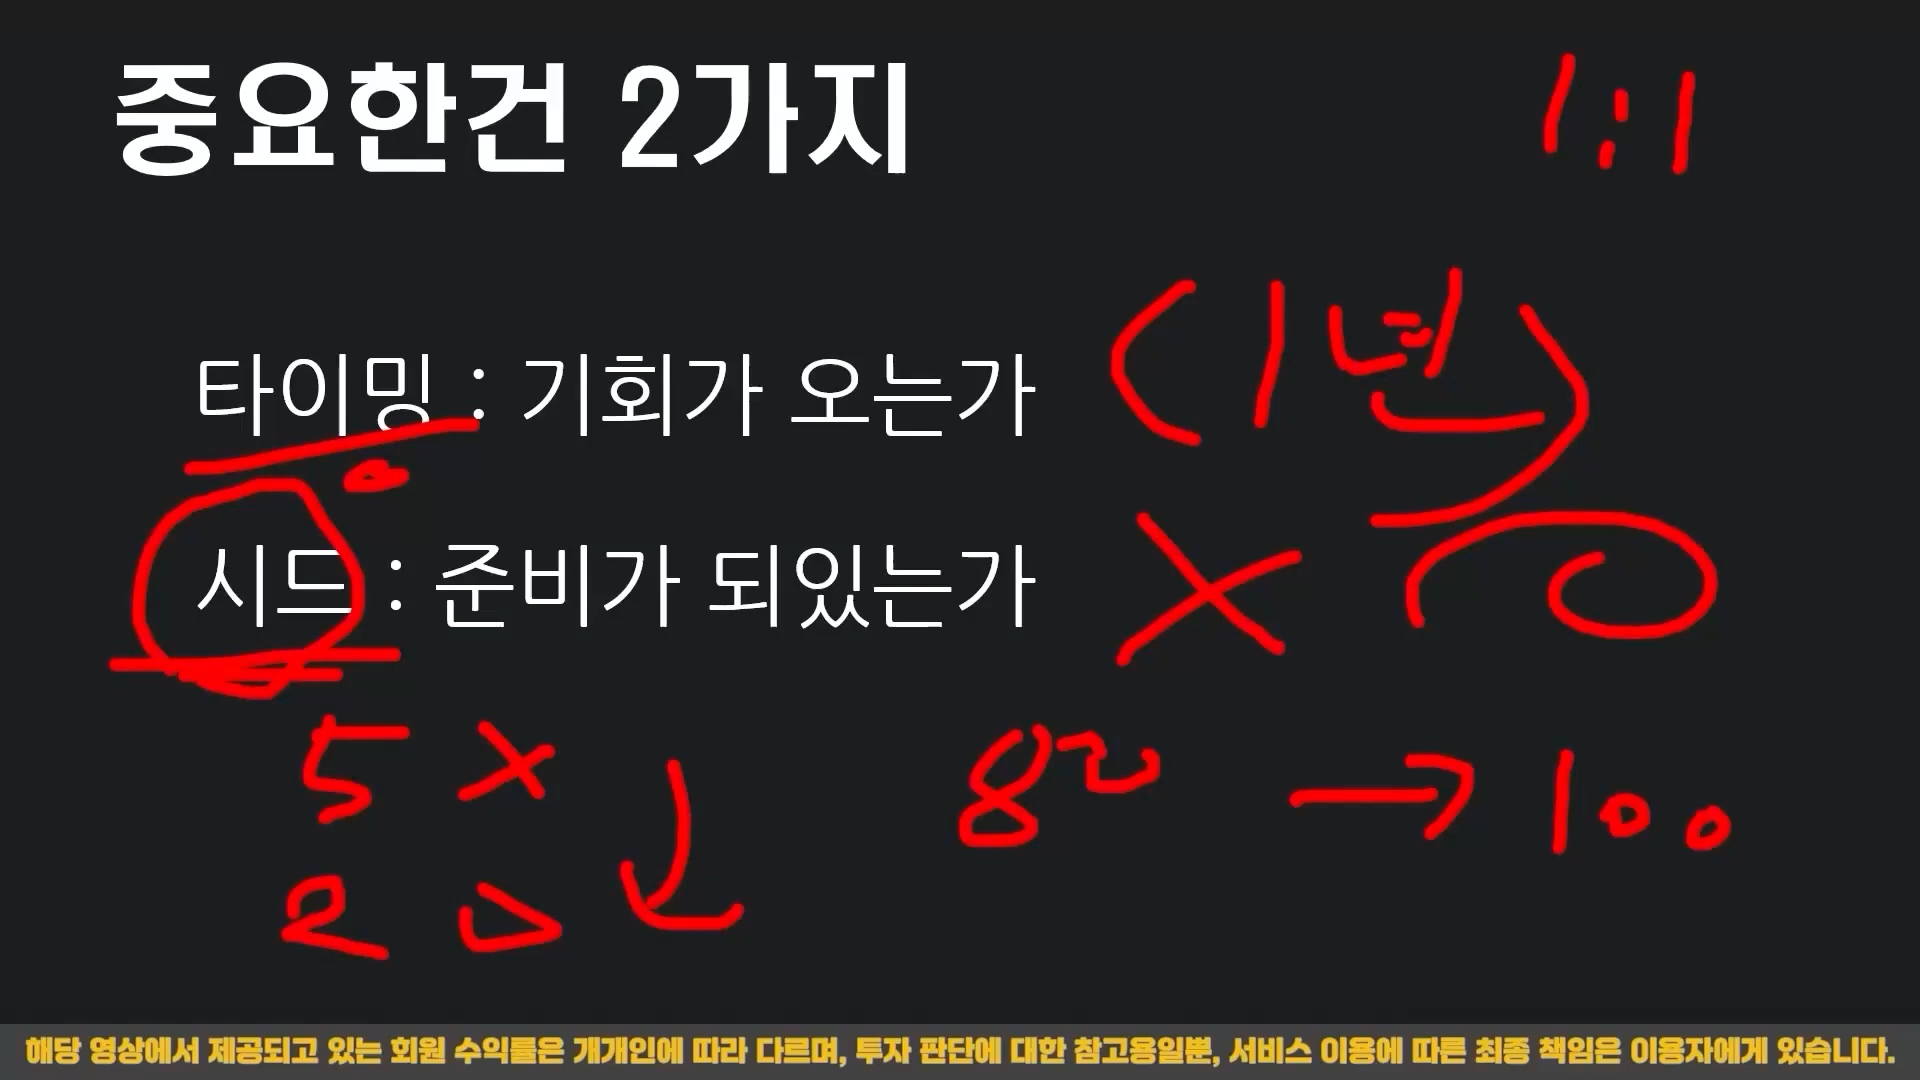 중요한건 2가지
1:1
타이밍 : 기회가 오는가
(1년)
시드 : 준비가 되있는가
X
5 X
80 → 100
2 △
해당 영상에서 제공되고 있는 회원 수익률은 개개인에 따라 다르며, 투자 판단에 대한 참고용일뿐, 서비스 이용에 따른 최종 책임은 이용자에게 있습니다.